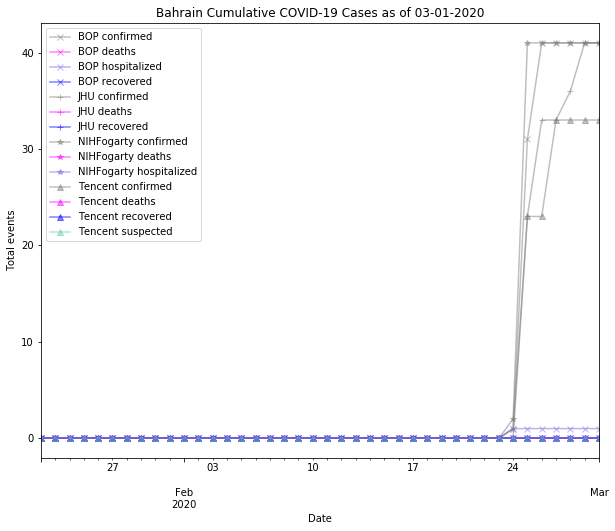 Bahrain Cumulative COVID-19 Cases as of 03-01-2020
BOP confirmed
BOP deaths
BOP hospitalized
BOP recovered
JHU confirmed
JHU deaths
JHU recovered
NIHFogarty confirmed
NIHFogarty deaths
NIHFogarty hospitalized
Tencent confirmed
Tencent deaths
Tencent recovered
Tencent suspected
Total events
40
30
20
10
0
27 03 10 17 24
Feb Mar
2020
Date